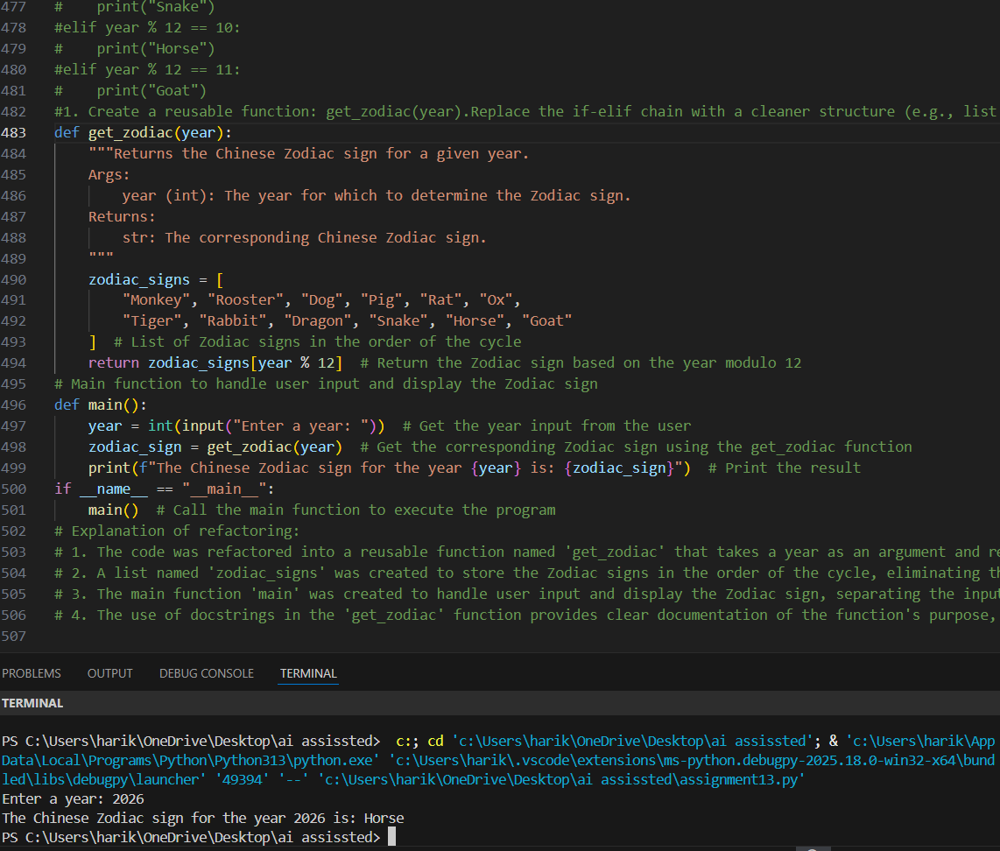 477 #    print("Snake")
478 #elif year % 12 == 10:
479 #    print("Horse")
480 #elif year % 12 == 11:
481 #    print("Goat")
482 #1. Create a reusable function: get_zodiac(year).Replace the if-elif chain with a cleaner structure (e.g., list
483 def get_zodiac(year):
484     """Returns the Chinese Zodiac sign for a given year.
485     Args:
486         year (int): The year for which to determine the Zodiac sign.
487     Returns:
488         str: The corresponding Chinese Zodiac sign.
489     """
490     zodiac_signs = [
491         "Monkey", "Rooster", "Dog", "Pig", "Rat", "Ox",
492         "Tiger", "Rabbit", "Dragon", "Snake", "Horse", "Goat"
493     ]  # List of Zodiac signs in the order of the cycle
494     return zodiac_signs[year % 12]  # Return the Zodiac sign based on the year modulo 12
495 # Main function to handle user input and display the Zodiac sign
496 def main():
497     year = int(input("Enter a year: "))  # Get the year input from the user
498     zodiac_sign = get_zodiac(year)  # Get the corresponding Zodiac sign using the get_zodiac function
499     print(f"The Chinese Zodiac sign for the year {year} is: {zodiac_sign}")  # Print the result
500 if __name__ == "__main__":
501     main()  # Call the main function to execute the program
502 # Explanation of refactoring:
503 # 1. The code was refactored into a reusable function named 'get_zodiac' that takes a year as an argument and re
504 # 2. A list named 'zodiac_signs' was created to store the Zodiac signs in the order of the cycle, eliminating th
505 # 3. The main function 'main' was created to handle user input and display the Zodiac sign, separating the input
506 # 4. The use of docstrings in the 'get_zodiac' function provides clear documentation of the function's purpose,
507
PROBLEMS OUTPUT DEBUG CONSOLE TERMINAL
TERMINAL
PS C:\Users\harik\OneDrive\Desktop\ai assissted>  c:; cd 'c:\Users\harik\OneDrive\Desktop\ai assissted'; & 'c:\Users\harik\App
Data\Local\Programs\Python\Python313\python.exe' 'c:\Users\harik\.vscode\extensions\ms-python.debugpy-2025.18.0-win32-x64\bund
led\libs\debugpy\launcher' '49394' '--' 'c:\Users\harik\OneDrive\Desktop\ai assissted\assignment13.py'
Enter a year: 2026
The Chinese Zodiac sign for the year 2026 is: Horse
PS C:\Users\harik\OneDrive\Desktop\ai assissted>